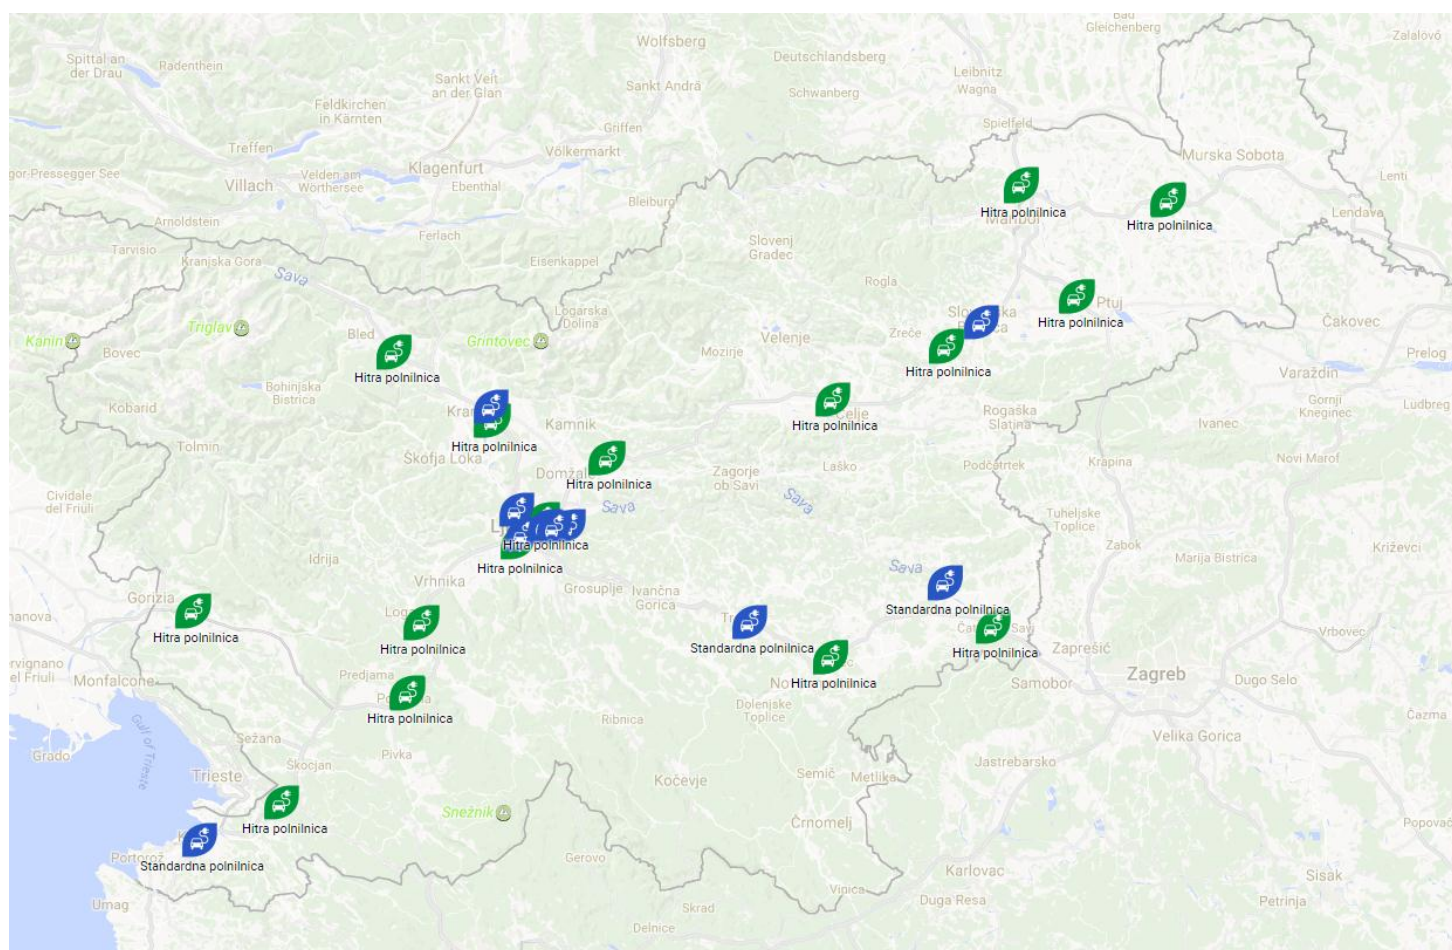 Bad
Gleichenberg
Wolfsberg
Zalalövő
Spittal an
der Drau
Radenthein
Deutschlandsberg
Sankt Veit
an der Glan
Sankt Andrä
Leibnitz
Wagna
Schwanberg
Feldkirchen
in Kärnten
Griffen
Spielfeld
Treffen
Völkermarkt
Klagenfurt
Murska Sobota
Velden am
Wörthersee
Villach
Ebenthal
Lenti
Bleiburg
Hitra polnilnica
Hitra polnilnica
Lendava
Arnoldstein
Ferlach
Slovenj
Gradec
Tarvisio
Kranjska Gora
Eisenkappel
Sava
Rogla
Ptuj
Logarska
Dolina
Hitra polnilnica
Čakovec
Triglav
Bled
Grintovec
Velenje
Zreče
Kanin
Bovec
Mozirje
Prelog
Hitra polnilnica
Hitra polnilnica
Varaždin
Bohinjska
Bistrica
Kobarid
Gornji
Kneginec
Ludbreg
Celje
Rogaška
Slatina
Kamnik
Hitra polnilnica
Ivanec
Tolmin
Hitra polnilnica
Škofja Loka
Novi Marof
Zagorje
ob Savi
Laško
Podčetrtek
Krapina
Hitra polnilnica
Cividale
del Friuli
Sava
Sava
Tuheljske
Toplice
Hitra polnilnica
Zabok
Križevci
Idrija
Marija Bistrica
Hitra polnilnica
Sava
Vrhnika
Grosuplje
Ivančna
Gorica
Gorizia
Standardna polnilnica
Hitra polnilnica
Hitra polnilnica
Standardna polnilnica
Hitra polnilnica
Vrbovec
Zaprešić
Monfalcone
Predjama
Hitra polnilnica
Samobor
Zagreb
Dugo Selo
Hitra polnilnica
Ribnica
Dolenjske
Toplice
Čazma
Gulf of Trieste
Sežana
Velika Gorica
Grado
Pivka
Škocjan
Jastrebarsko
Trieste
Kočevje
Semič
Metlika
Snežnik
Hitra polnilnica
Črnomelj
Portorož
Standardna polnilnica
Gerovo
Karlovac
Sisak
Vinica
Umag
Skrad
Duga Resa
Petrinja
Delnice